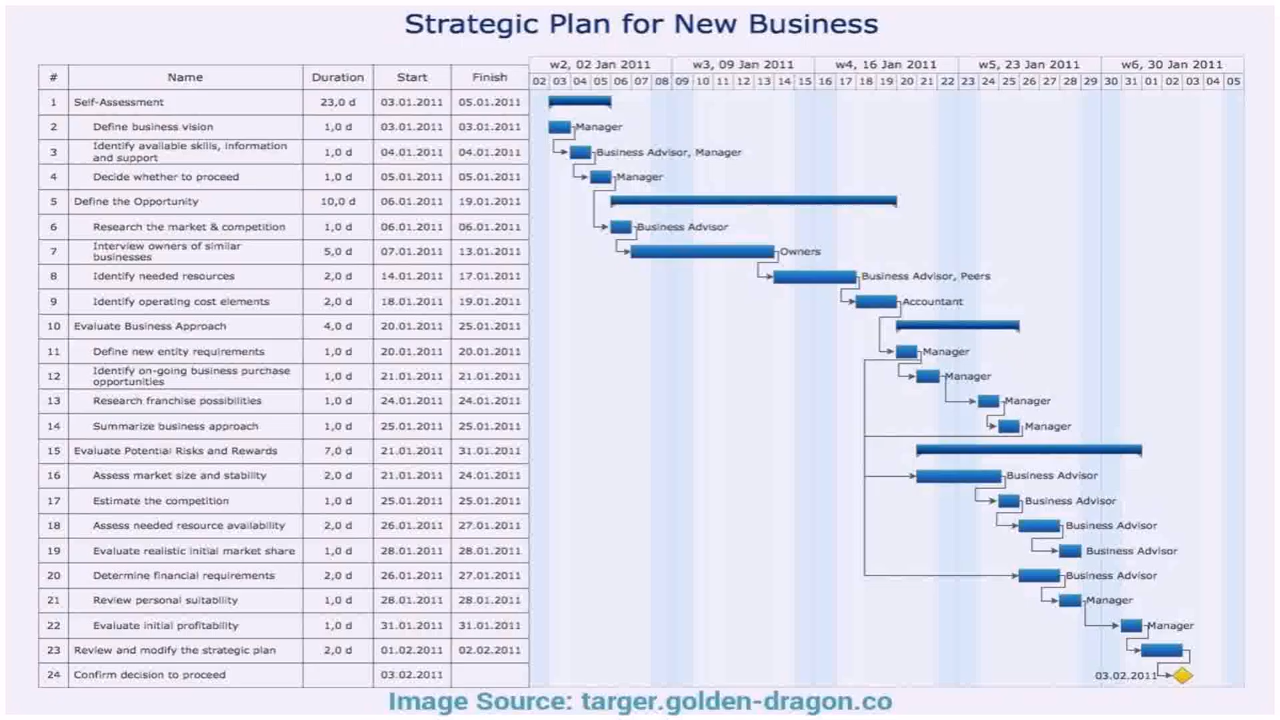 Strategic Plan for New Business
w2, 02 Jan 2011 w3, 09 Jan 2011 w4, 16 Jan 2011 w5, 23 Jan 2011 w6, 30 Jan 2011
# Name Duration Start Finish 02 03 04 05 06 07 08 09 10 11 12 13 14 15 16 17 18 19 20 21 22 23 24 25 26 27 28 29 30 31 01 02 03 04 05
1 Self-Assessment 23,0 d 03.01.2011 05.01.2011
2 Define business vision 1,0 d 03.01.2011 03.01.2011 Manager
3 Identify available skills, information
and support 1,0 d 04.01.2011 04.01.2011 Business Advisor, Manager
4 Decide whether to proceed 1,0 d 05.01.2011 05.01.2011 Manager
5 Define the Opportunity 10,0 d 06.01.2011 19.01.2011
6 Research the market & competition 1,0 d 06.01.2011 06.01.2011 Business Advisor
7 Interview owners of similar
businesses 5,0 d 07.01.2011 13.01.2011 Owners
8 Identify needed resources 2,0 d 14.01.2011 17.01.2011 Business Advisor, Peers
9 Identify operating cost elements 2,0 d 18.01.2011 19.01.2011 Accountant
10 Evaluate Business Approach 4,0 d 20.01.2011 25.01.2011
11 Define new entity requirements 1,0 d 20.01.2011 20.01.2011 Manager
12 Identify on-going business purchase
opportunities 1,0 d 21.01.2011 21.01.2011 Manager
13 Research franchise possibilities 1,0 d 24.01.2011 24.01.2011 Manager
14 Summarize business approach 1,0 d 25.01.2011 25.01.2011 Manager
15 Evaluate Potential Risks and Rewards 7,0 d 21.01.2011 31.01.2011
16 Assess market size and stability 2,0 d 21.01.2011 24.01.2011 Business Advisor
17 Estimate the competition 1,0 d 25.01.2011 25.01.2011 Business Advisor
18 Assess needed resource availability 2,0 d 26.01.2011 27.01.2011 Business Advisor
19 Evaluate realistic initial market share 1,0 d 28.01.2011 28.01.2011 Business Advisor
20 Determine financial requirements 2,0 d 26.01.2011 27.01.2011 Business Advisor
21 Review personal suitability 1,0 d 28.01.2011 28.01.2011 Manager
22 Evaluate initial profitability 1,0 d 31.01.2011 31.01.2011 Manager
23 Review and modify the strategic plan 2,0 d 01.02.2011 02.02.2011
24 Confirm decision to proceed 03.02.2011 03.02.2011
Image Source: targer.golden-dragon.co